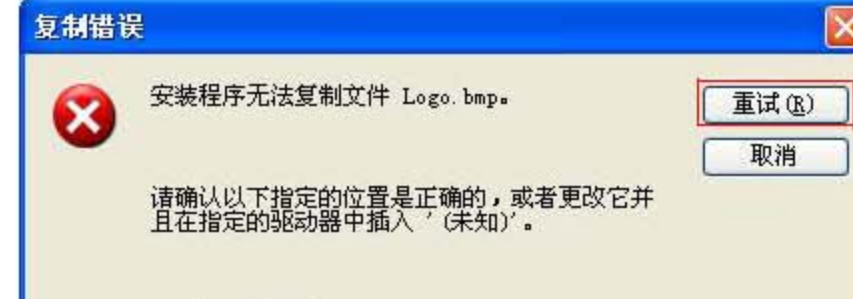 复制错误
安装程序无法复制文件 Logo.bmp。
重试(R)
取消
请确认以下指定的位置是正确的，或者更改它并
且在指定的驱动器中插入 '(未知)'。